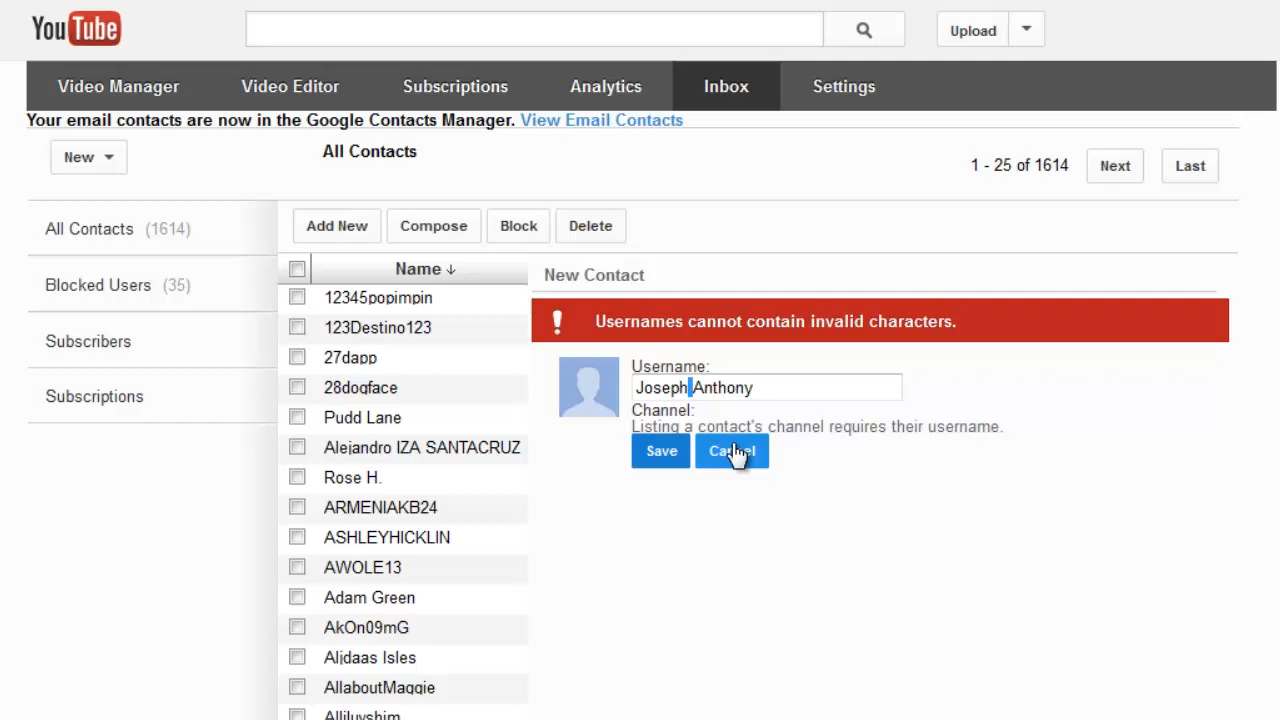 YouTube
Upload
Video Manager Video Editor Subscriptions Analytics Inbox Settings
Your email contacts are now in the Google Contacts Manager. View Email Contacts
New All Contacts 1 - 25 of 1614 Next Last
All Contacts (1614)
Blocked Users (35)
Subscribers
Subscriptions
Add New Compose Block Delete
Name
12345popimpin
123Destino123
27dapp
28dogface
Pudd Lane
Alejandro IZA SANTACRUZ
Rose H.
ARMENIAKB24
ASHLEYHICKLIN
AWOLE13
Adam Green
AkOn09mG
Aljdaas Isles
AllaboutMaggie
Alliluyshim
New Contact
Usernames cannot contain invalid characters.
Username:
Joseph Anthony
Channel:
Listing a contact's channel requires their username.
Save Cancel